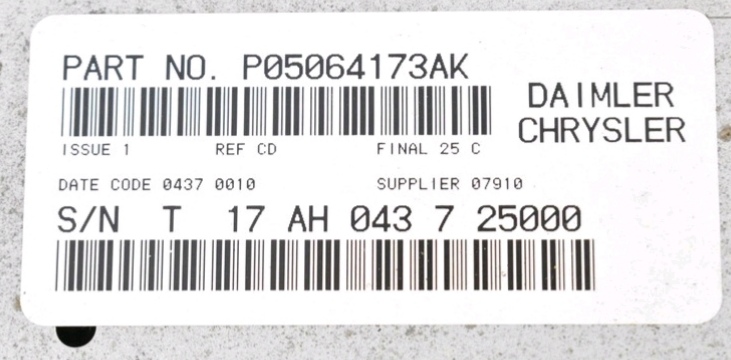 PART NO. P05064173AK
DAIMLER
CHRYSLER
ISSUE 1 REF CD FINAL 25 C
DATE CODE 0437 0010 SUPPLIER 07910
S/N T 17 AH 043 7 25000